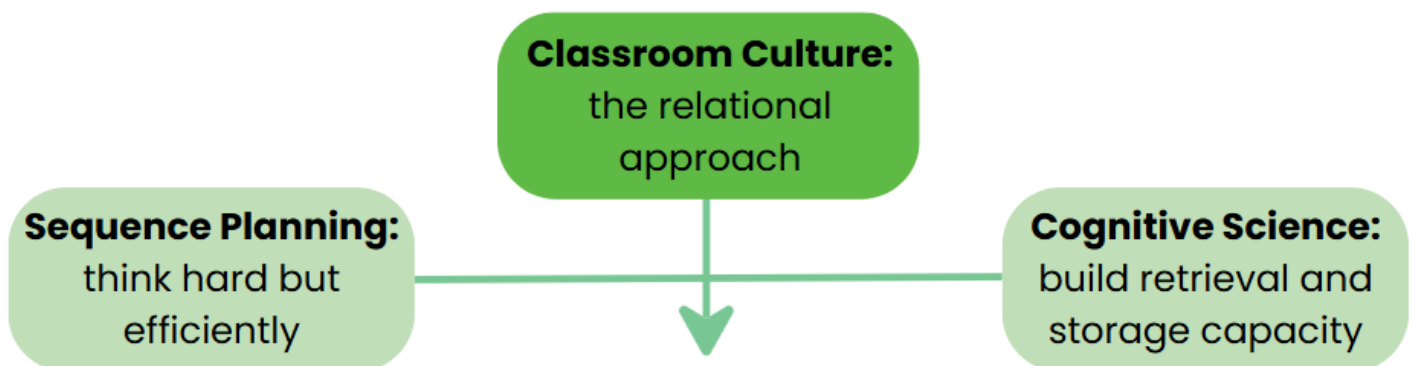 Classroom Culture:
the relational
approach
Sequence Planning:
think hard but
efficiently
Cognitive Science:
build retrieval and
storage capacity